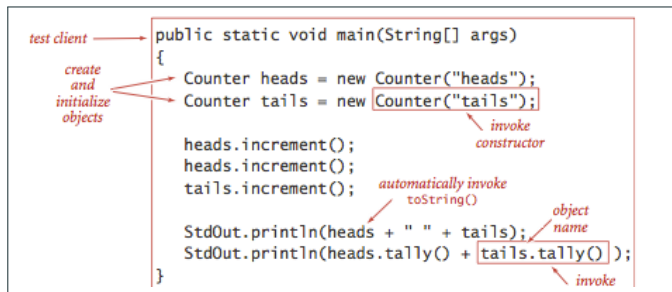 test client
public static void main(String[] args)
{
create
and
initialize
objects
Counter heads = new Counter("heads");
Counter tails = new Counter("tails");
invoke
constructor
heads.increment();
heads.increment();
tails.increment();
automatically invoke
toString()
object
name
StdOut.println(heads + " " + tails);
StdOut.println(heads.tally() + tails.tally() );
}
invoke